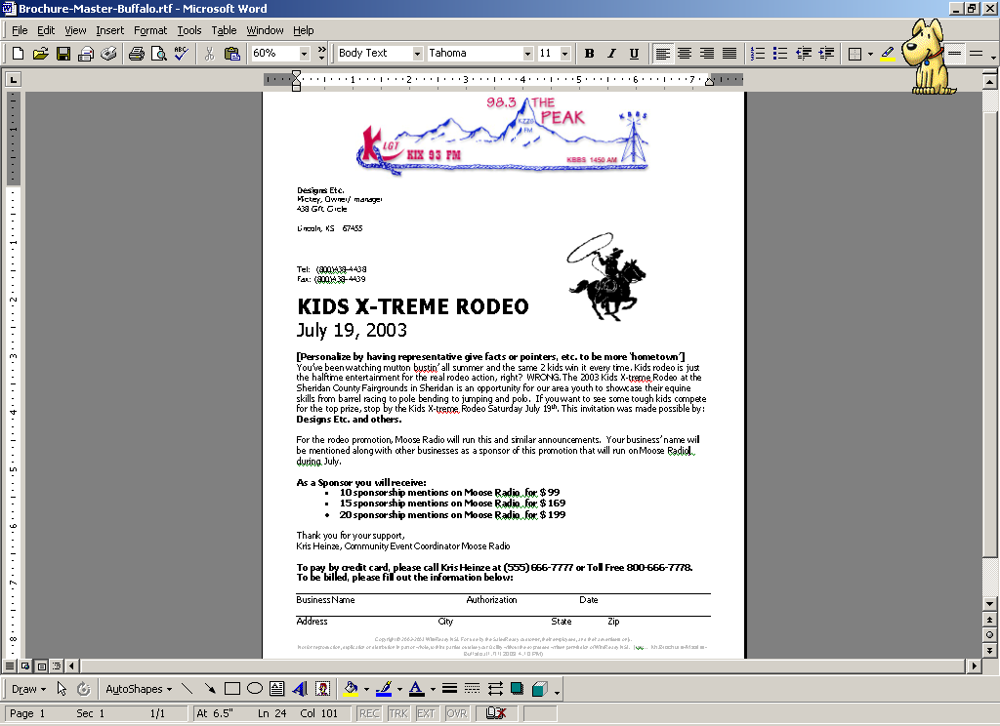 Brochure-Master-Buffalo.rtf - Microsoft Word
File Edit View Insert Format Tools Table Window Help
60% Body Text Tahoma 11 B I U
1 2 3 4 5 6 7
98.3 THE
PEAK
KZZS
FM
KBBS
K LGT
KIX 93 FM
KBBS 1450 AM
Designs Etc.
Mickey, Owner/ manager
438 Gift Circle
Lincoln, KS 67455
Tel: (800)438-4438
Fax: (800)438-4439
KIDS X-TREME RODEO
July 19, 2003
[Personalize by having representative give facts or pointers, etc. to be more 'hometown']
You've been watching mutton bustin' all summer and the same 2 kids win it every time. Kids rodeo is just
the halftime entertainment for the real rodeo action, right? WRONG. The 2003 Kids X-treme Rodeo at the
Sheridan County Fairgrounds in Sheridan is an opportunity for our area youth to showcase their equine
skills from barrel racing to pole bending to jumping and polo. If you want to see some tough kids compete
for the top prize, stop by the Kids X-treme Rodeo Saturday July 19th. This invitation was made possible by:
Designs Etc. and others.
For the rodeo promotion, Moose Radio will run this and similar announcements. Your business' name will
be mentioned along with other businesses as a sponsor of this promotion that will run on Moose Radio
during July.
As a Sponsor you will receive:
• 10 sponsorship mentions on Moose Radio for $ 99
• 15 sponsorship mentions on Moose Radio for $ 169
• 20 sponsorship mentions on Moose Radio for $ 199
Thank you for your support,
Kris Heinze, Community Event Coordinator Moose Radio
To pay by credit card, please call Kris Heinze at (555) 666-7777 or Toll Free 800-666-7778.
To be billed, please fill out the information below:
Business Name Authorization Date
Address City State Zip
Draw AutoShapes
Page 1 Sec 1 1/1 At 6.5" Ln 24 Col 101 REC TRK EXT OVR